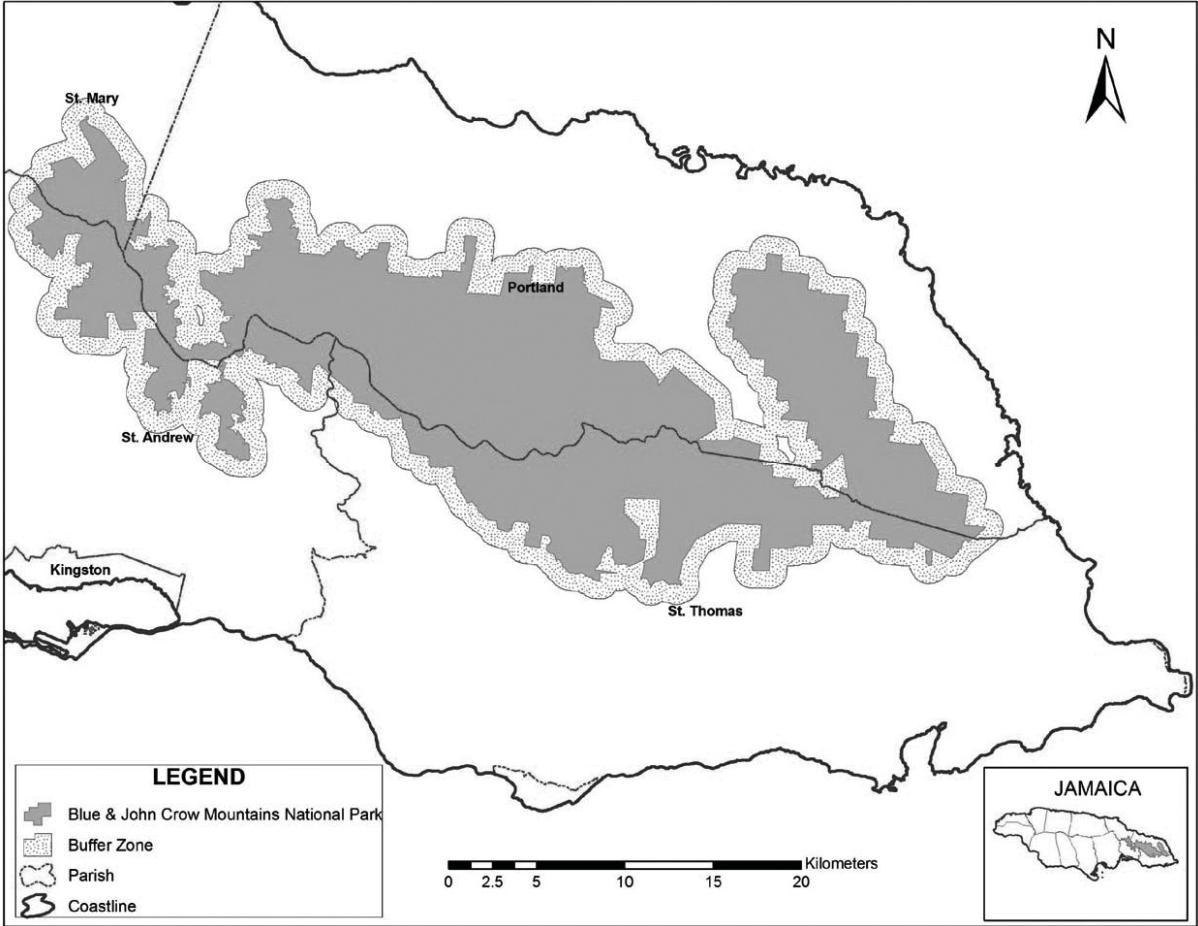 N
St. Mary
Portland
St. Andrew
Kingston
St. Thomas
LEGEND
Blue & John Crow Mountains National Park
Buffer Zone
Parish
Coastline
Kilometers
0 2.5 5 10 15 20
JAMAICA